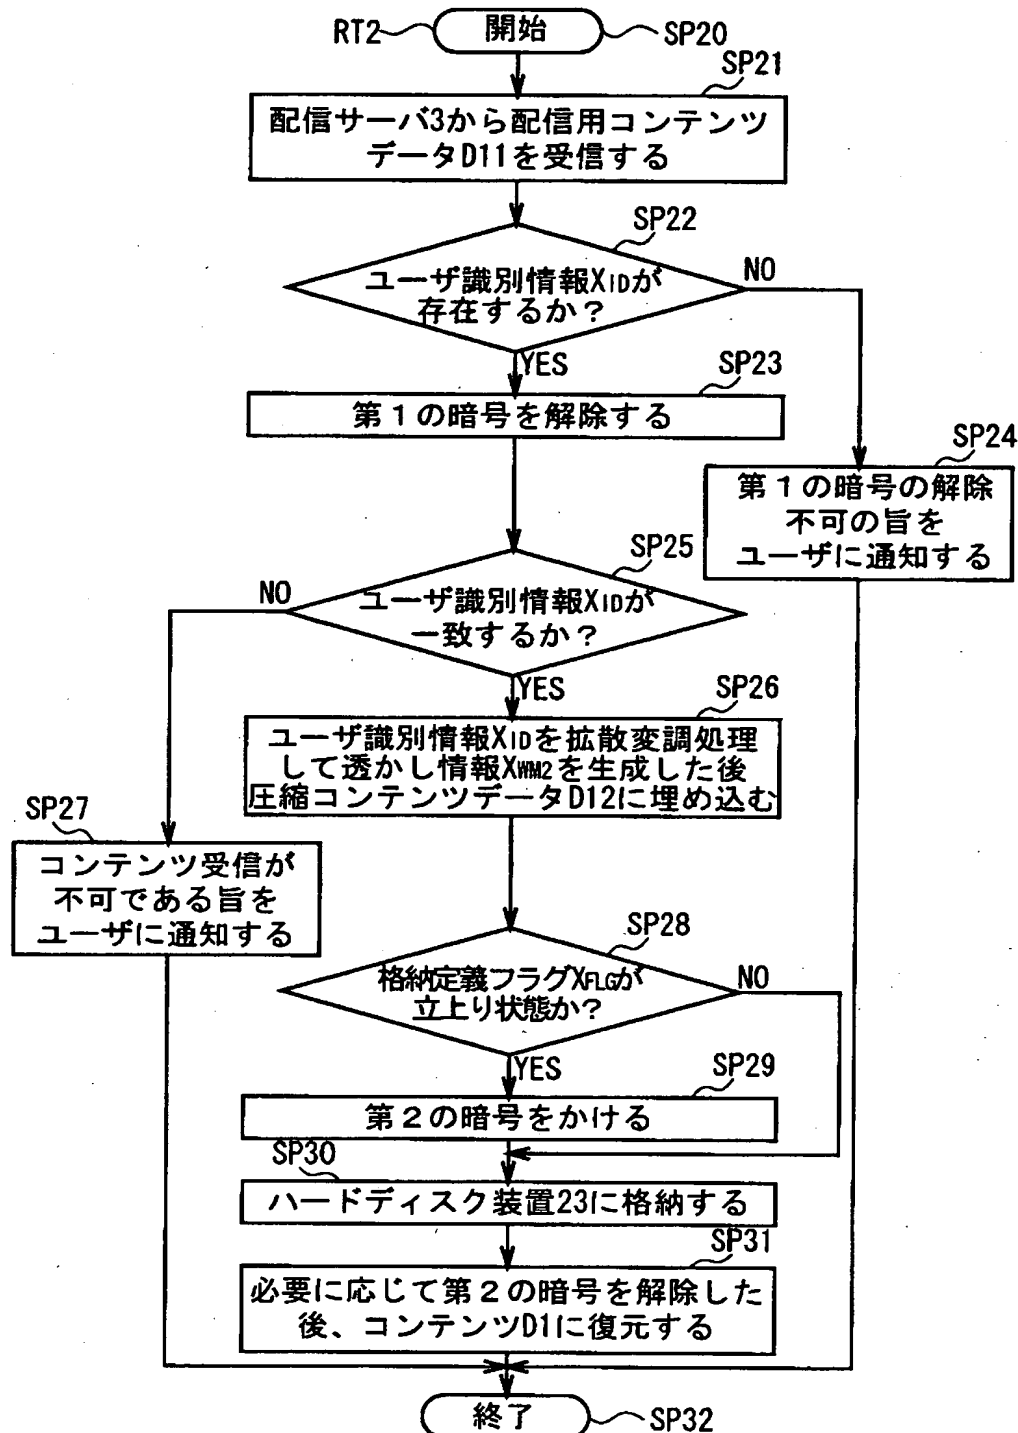 RT2
開始
SP20
SP21
配信サーバ3から配信用コンテンツ
データD11を受信する
SP22
ユーザ識別情報XIDが
存在するか？
NO
YES
SP23
第１の暗号を解除する
SP24
第１の暗号の解除
不可の旨を
ユーザに通知する
SP25
NO
ユーザ識別情報XIDが
一致するか？
YES
SP26
ユーザ識別情報XIDを拡散変調処理
して透かし情報XWM2を生成した後
圧縮コンテンツデータD12に埋め込む
SP27
コンテンツ受信が
不可である旨を
ユーザに通知する
SP28
格納定義フラグXFLGが
立上り状態か？
NO
YES
SP29
第２の暗号をかける
SP30
ハードディスク装置23に格納する
SP31
必要に応じて第２の暗号を解除した
後、コンテンツD1に復元する
終了
SP32